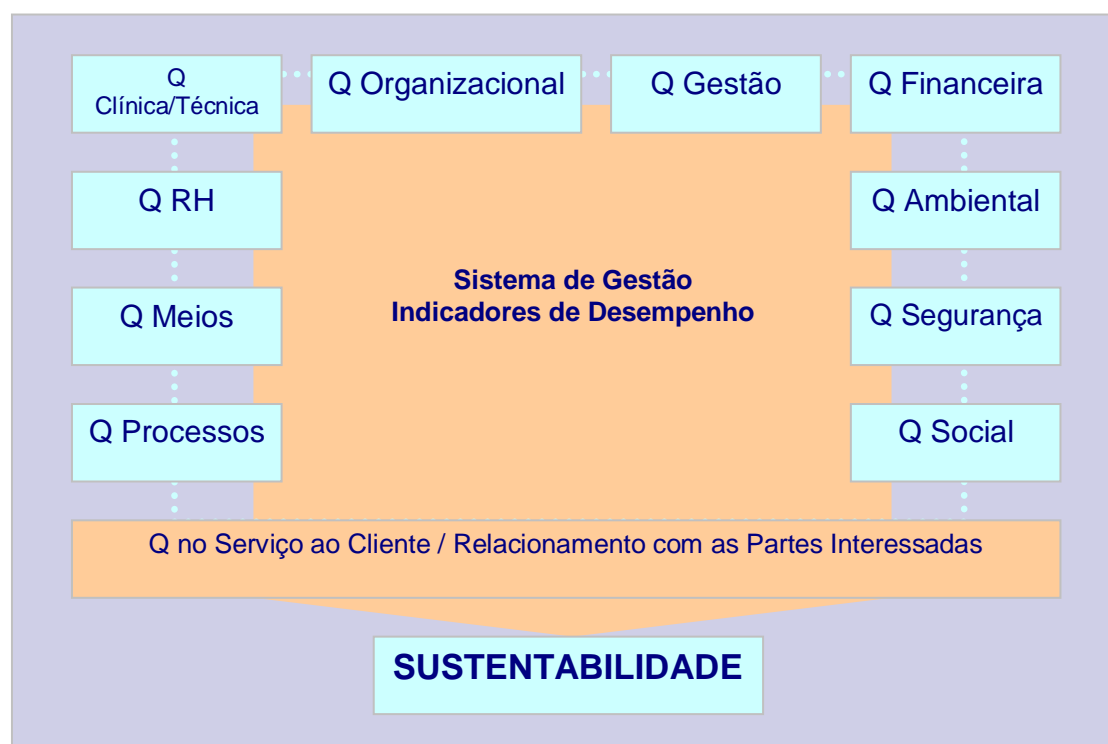 Q
Clínica/Técnica
Q Organizacional
Q Gestão
Q Financeira
Q RH
Q Ambiental
Sistema de Gestão
Indicadores de Desempenho
Q Meios
Q Segurança
Q Processos
Q Social
Q no Serviço ao Cliente / Relacionamento com as Partes Interessadas
SUSTENTABILIDADE